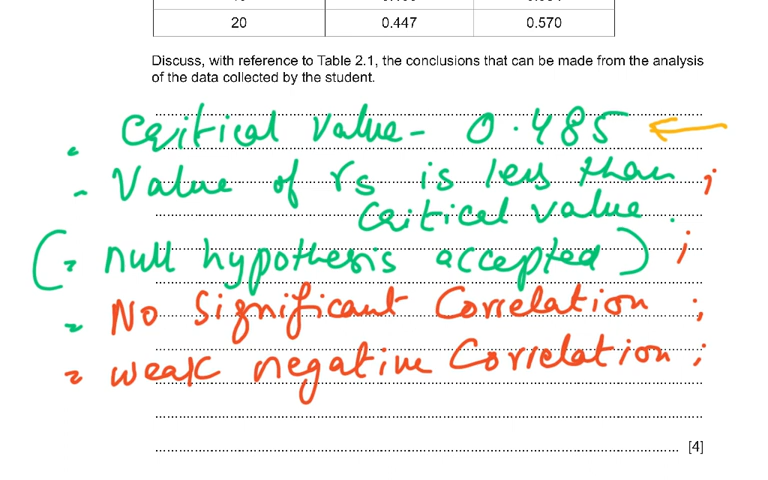 20 0.447 0.570
Discuss, with reference to Table 2.1, the conclusions that can be made from the analysis
of the data collected by the student.
Critical value - 0.485 ←
- Value of rs is less than ;
critical value .
(- null hypothesis accepted) ;
- No significant correlation ;
- weak negative correlation ;
[4]